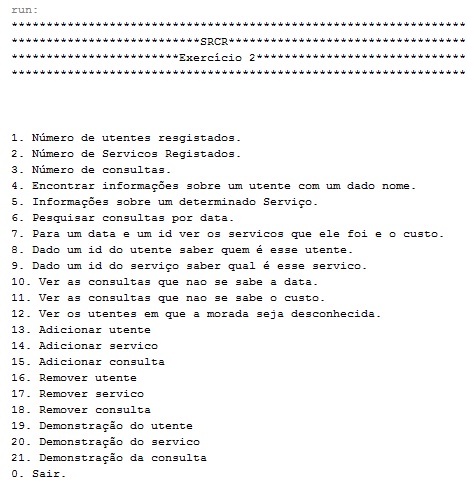 run:
*****************************************************************
***************************SRCR**********************************
************************Exercício 2******************************
*****************************************************************
1. Número de utentes resgistados.
2. Número de Servicos Registados.
3. Número de consultas.
4. Encontrar informações sobre um utente com um dado nome.
5. Informações sobre um determinado Serviço.
6. Pesquisar consultas por data.
7. Para um data e um id ver os servicos que ele foi e o custo.
8. Dado um id do utente saber quem é esse utente.
9. Dado um id do serviço saber qual é esse servico.
10. Ver as consultas que nao se sabe a data.
11. Ver as consultas que nao se sabe o custo.
12. Ver os utentes em que a morada seja desconhecida.
13. Adicionar utente
14. Adicionar servico
15. Adicionar consulta
16. Remover utente
17. Remover servico
18. Remover consulta
19. Demonstração do utente
20. Demonstração do servico
21. Demonstração da consulta
0. Sair.